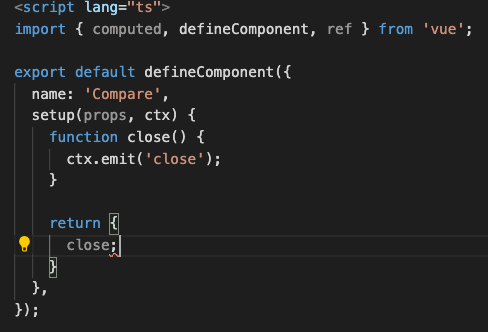 <script lang="ts">
import { computed, defineComponent, ref } from 'vue';
export default defineComponent({
name: 'Compare',
setup(props, ctx) {
function close() {
ctx.emit('close');
}
return {
close;
}
},
});